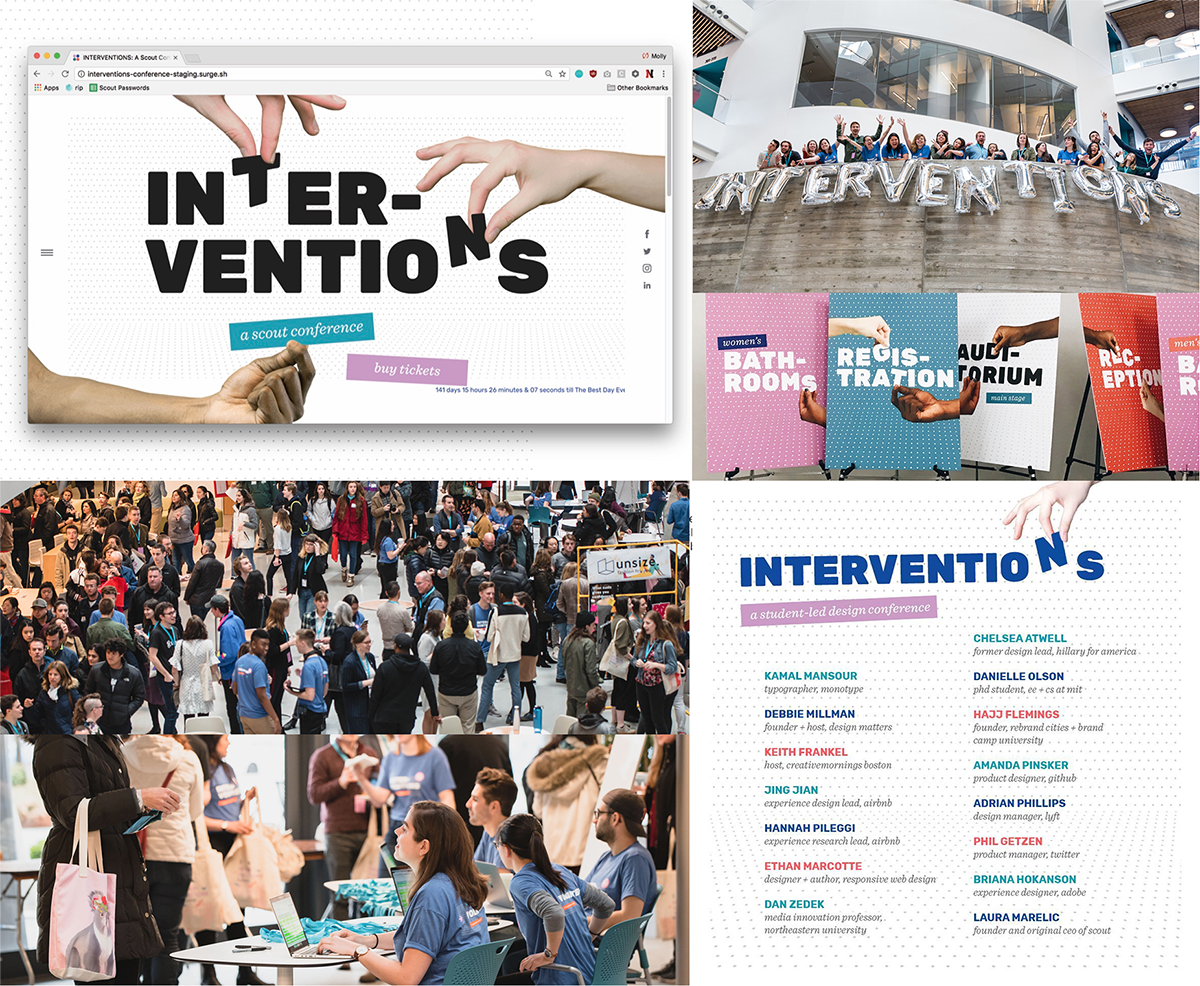 INTERVENTIONS: A Scout Con
Molly
interventions-conference-staging.surge.sh
Apps
rip
Scout Passwords
Other Bookmarks
INTER-
VENTIONS
a scout conference
buy tickets
141 days 15 hours 26 minutes & 07 seconds till The Best Day Eve
INTERVENTIONS
women's
BATH-
ROOMS
REGIS-
TRATION
AUDI-
TORIUM
main stage
REC-
EPTION
men's
unsize.
INTERVENTIONS
a student-led design conference
KAMAL MANSOUR
typographer, monotype
DEBBIE MILLMAN
founder + host, design matters
KEITH FRANKEL
host, creativemornings boston
JING JIAN
experience design lead, airbnb
HANNAH PILEGGI
experience research lead, airbnb
ETHAN MARCOTTE
designer + author, responsive web design
DAN ZEDEK
media innovation professor,
northeastern university
CHELSEA ATWELL
former design lead, hillary for america
DANIELLE OLSON
phd student, ee + cs at mit
HAJJ FLEMINGS
founder, rebrand cities + brand
camp university
AMANDA PINSKER
product designer, github
ADRIAN PHILLIPS
design manager, lyft
PHIL GETZEN
product manager, twitter
BRIANA HOKANSON
experience designer, adobe
LAURA MARELIC
founder and original ceo of scout